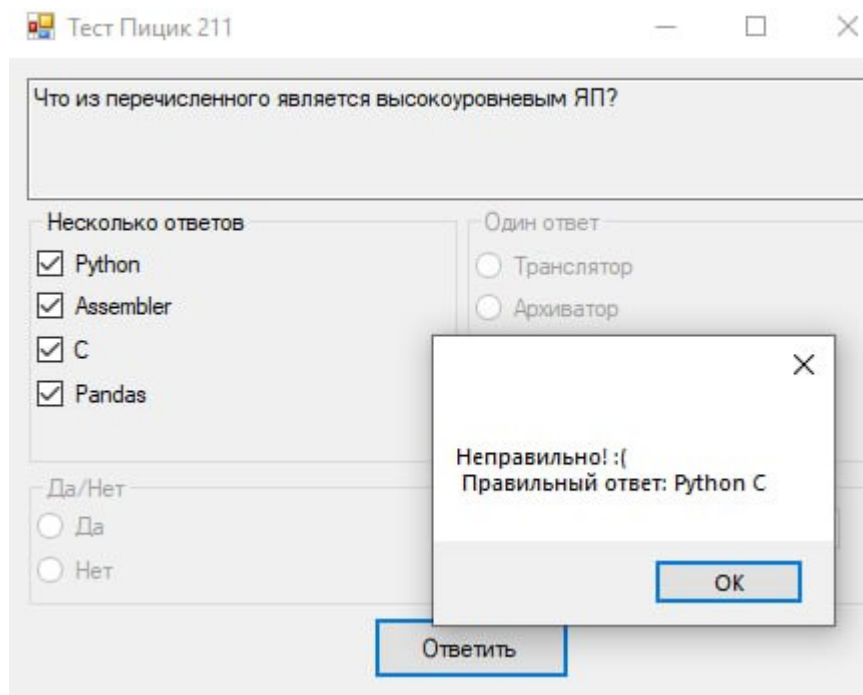 Тест Пицик 211
Что из перечисленного является высокоуровневым ЯП?
Несколько ответов
Python
Assembler
C
Pandas
Один ответ
Транслятор
Архиватор
Неправильно! :(
Правильный ответ: Python C
OK
Да/Нет
Да
Нет
Ответить